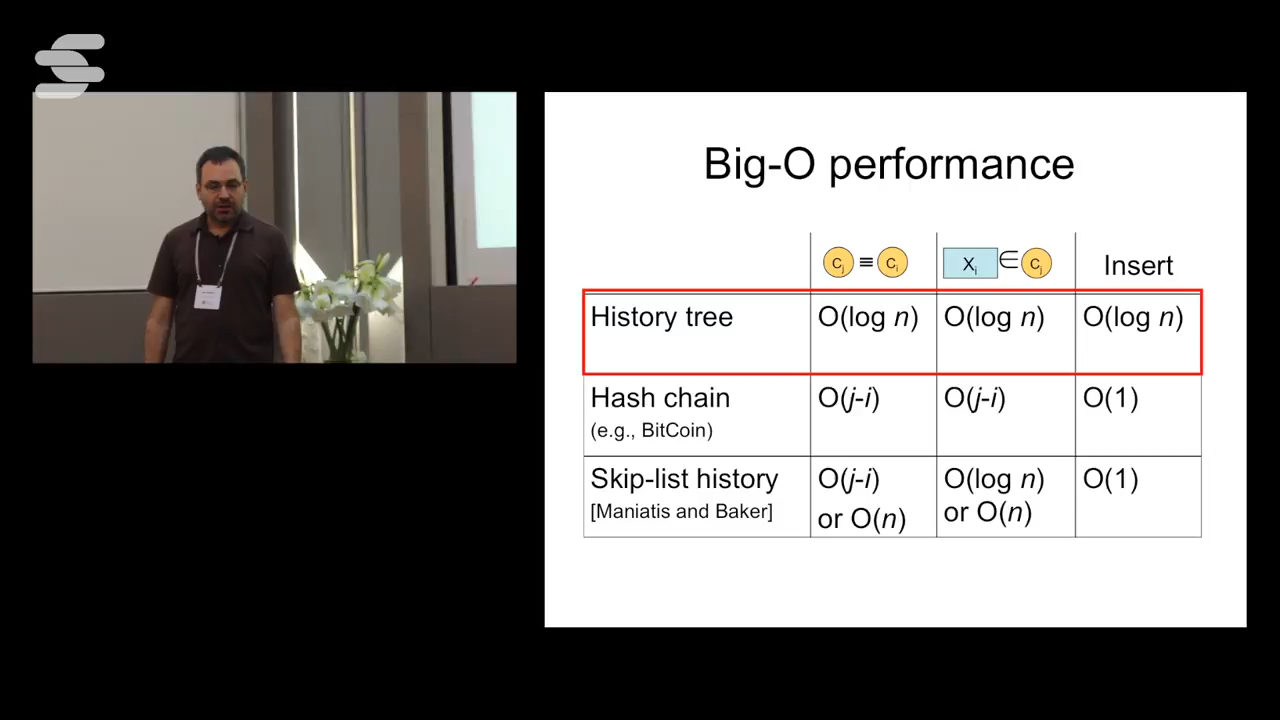 Big-O performance
Cj ≡ Ci Xi ∈ Cj Insert
History tree O(log n) O(log n) O(log n)
Hash chain O(j-i) O(j-i) O(1)
(e.g., BitCoin)
Skip-list history O(j-i) O(log n) O(1)
[Maniatis and Baker] or O(n) or O(n)